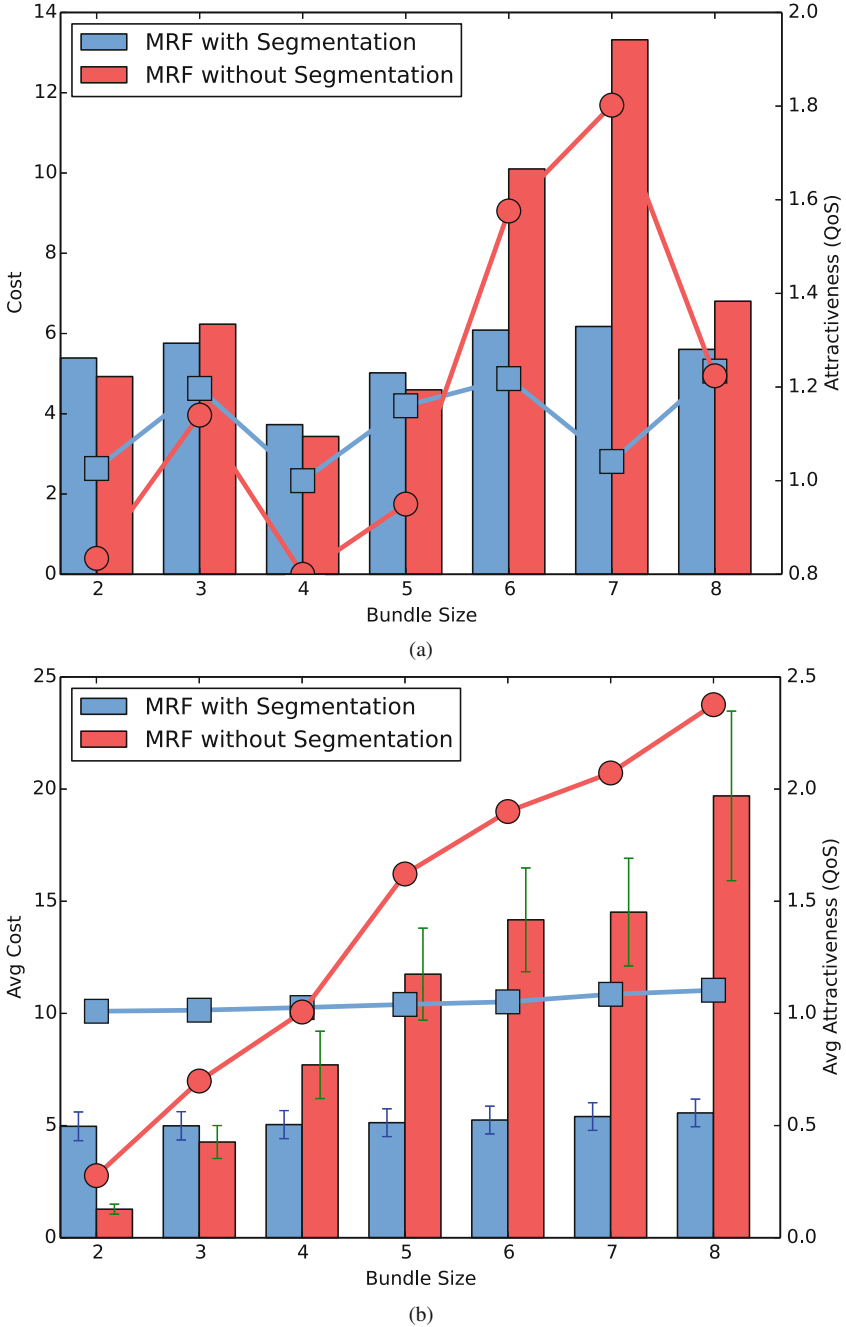 14
12
10
8
6
4
2
0
Cost
MRF with Segmentation
MRF without Segmentation
2.0
1.8
1.6
1.4
1.2
1.0
0.8
Attractiveness (QoS)
2 3 4 5 6 7 8
Bundle Size
(a)
25
20
15
10
5
0
Avg Cost
MRF with Segmentation
MRF without Segmentation
2.5
2.0
1.5
1.0
0.5
0.0
Avg Attractiveness (QoS)
2 3 4 5 6 7 8
Bundle Size
(b)